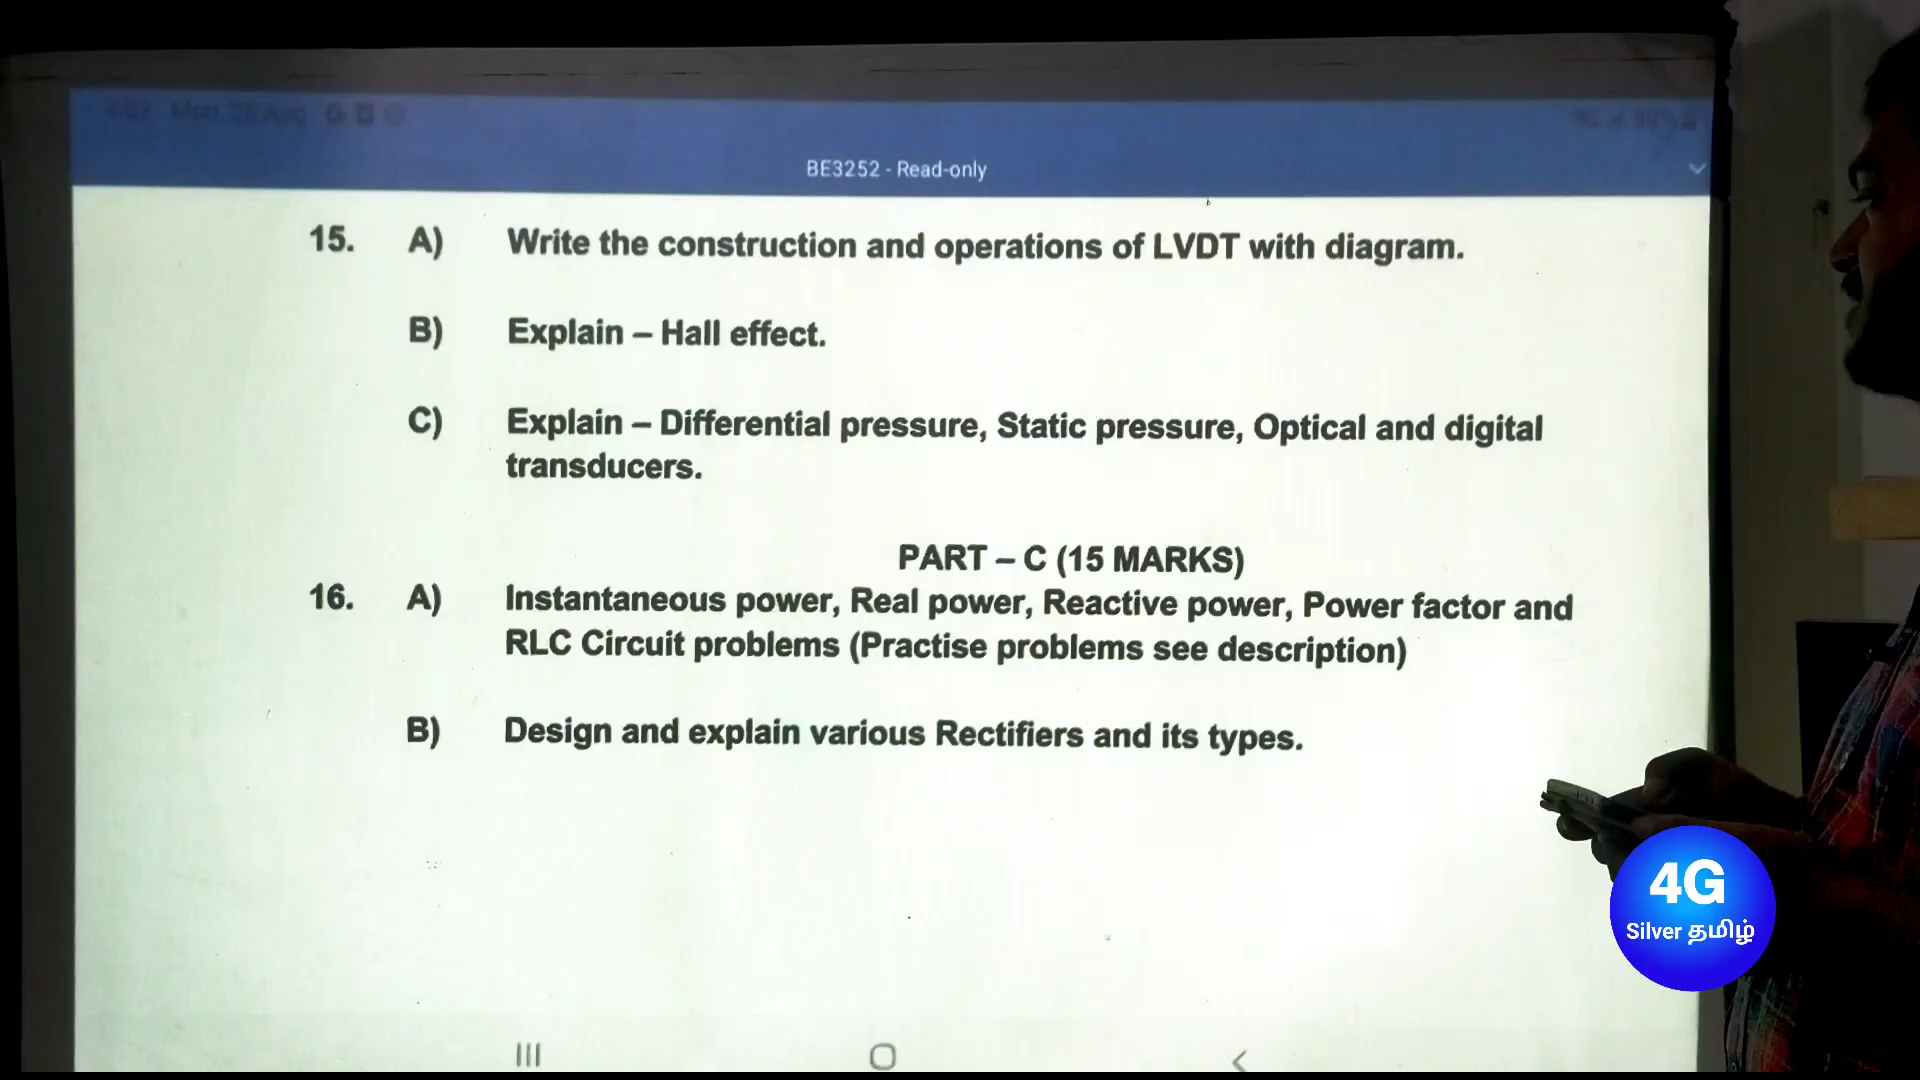 Mon, Aug
BE3252 - Read-only
15. A) Write the construction and operations of LVDT with diagram.
B) Explain – Hall effect.
C) Explain – Differential pressure, Static pressure, Optical and digital
transducers.
PART – C (15 MARKS)
16. A) Instantaneous power, Real power, Reactive power, Power factor and
RLC Circuit problems (Practise problems see description)
B) Design and explain various Rectifiers and its types.
4G
Silver தமிழ்